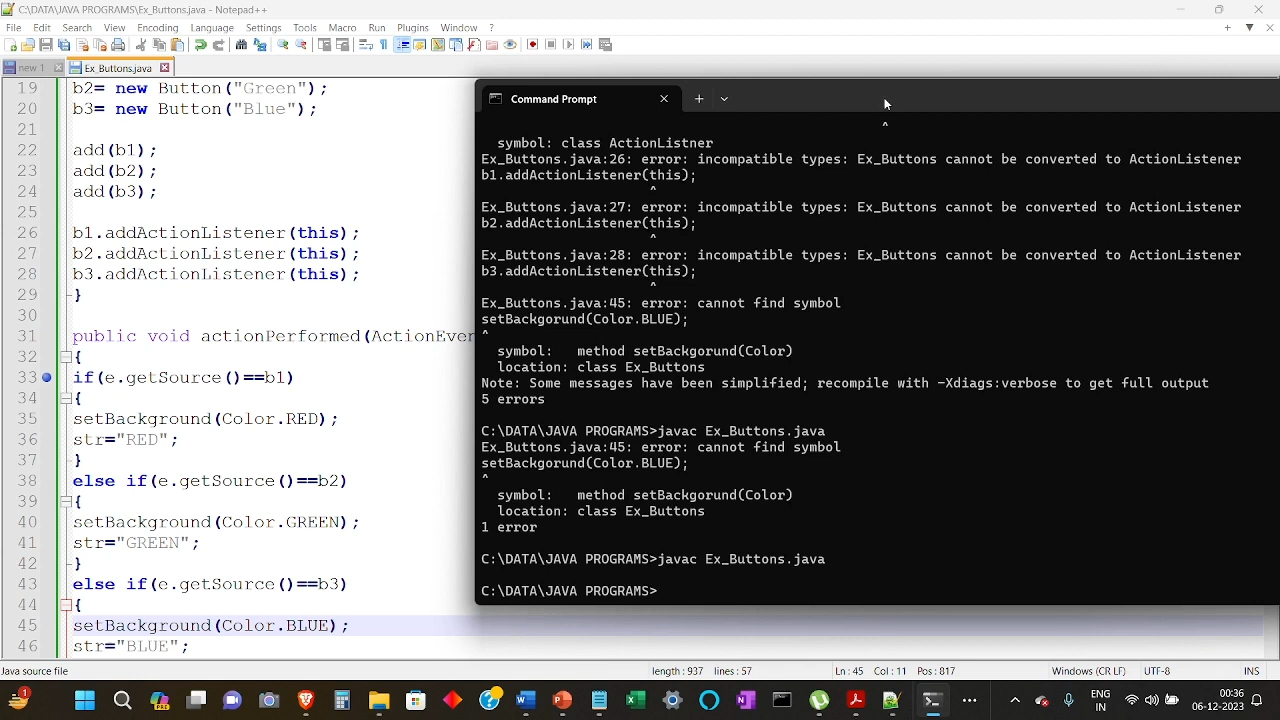 C:\DATA\JAVA PROGRAMS\Ex_Buttons.java - Notepad++
File Edit Search View Encoding Language Settings Tools Macro Run Plugins Window ?
new 1 Ex_Buttons.java
19 b2= new Button("Green");
20 b3= new Button("Blue");
21
22 add(b1);
23 add(b2);
24 add(b3);
25
26 b1.addActionListener(this);
27 b2.addActionListener(this);
28 b3.addActionListener(this);
29 }
30
31 public void actionPerformed(ActionEver
32 {
33 if(e.getSource()==b1)
34 {
35 setBackground(Color.RED);
36 str="RED";
37 }
38 else if(e.getSource()==b2)
39 {
40 setBackground(Color.GREEN);
41 str="GREEN";
42 }
43 else if(e.getSource()==b3)
44 {
45 setBackground(Color.BLUE);
46 str="BLUE";
Command Prompt
^
symbol: class ActionListner
Ex_Buttons.java:26: error: incompatible types: Ex_Buttons cannot be converted to ActionListener
b1.addActionListener(this);
^
Ex_Buttons.java:27: error: incompatible types: Ex_Buttons cannot be converted to ActionListener
b2.addActionListener(this);
^
Ex_Buttons.java:28: error: incompatible types: Ex_Buttons cannot be converted to ActionListener
b3.addActionListener(this);
^
Ex_Buttons.java:45: error: cannot find symbol
setBackgorund(Color.BLUE);
^
symbol:   method setBackgorund(Color)
location: class Ex_Buttons
Note: Some messages have been simplified; recompile with -Xdiags:verbose to get full output
5 errors
C:\DATA\JAVA PROGRAMS>javac Ex_Buttons.java
Ex_Buttons.java:45: error: cannot find symbol
setBackgorund(Color.BLUE);
^
symbol:   method setBackgorund(Color)
location: class Ex_Buttons
1 error
C:\DATA\JAVA PROGRAMS>javac Ex_Buttons.java
C:\DATA\JAVA PROGRAMS>
Java source file length : 937 lines : 57 Ln : 45 Col : 11 Pos : 817 Windows (CR LF) UTF-8 INS
1 ENG 00:36
IN 06-12-2023